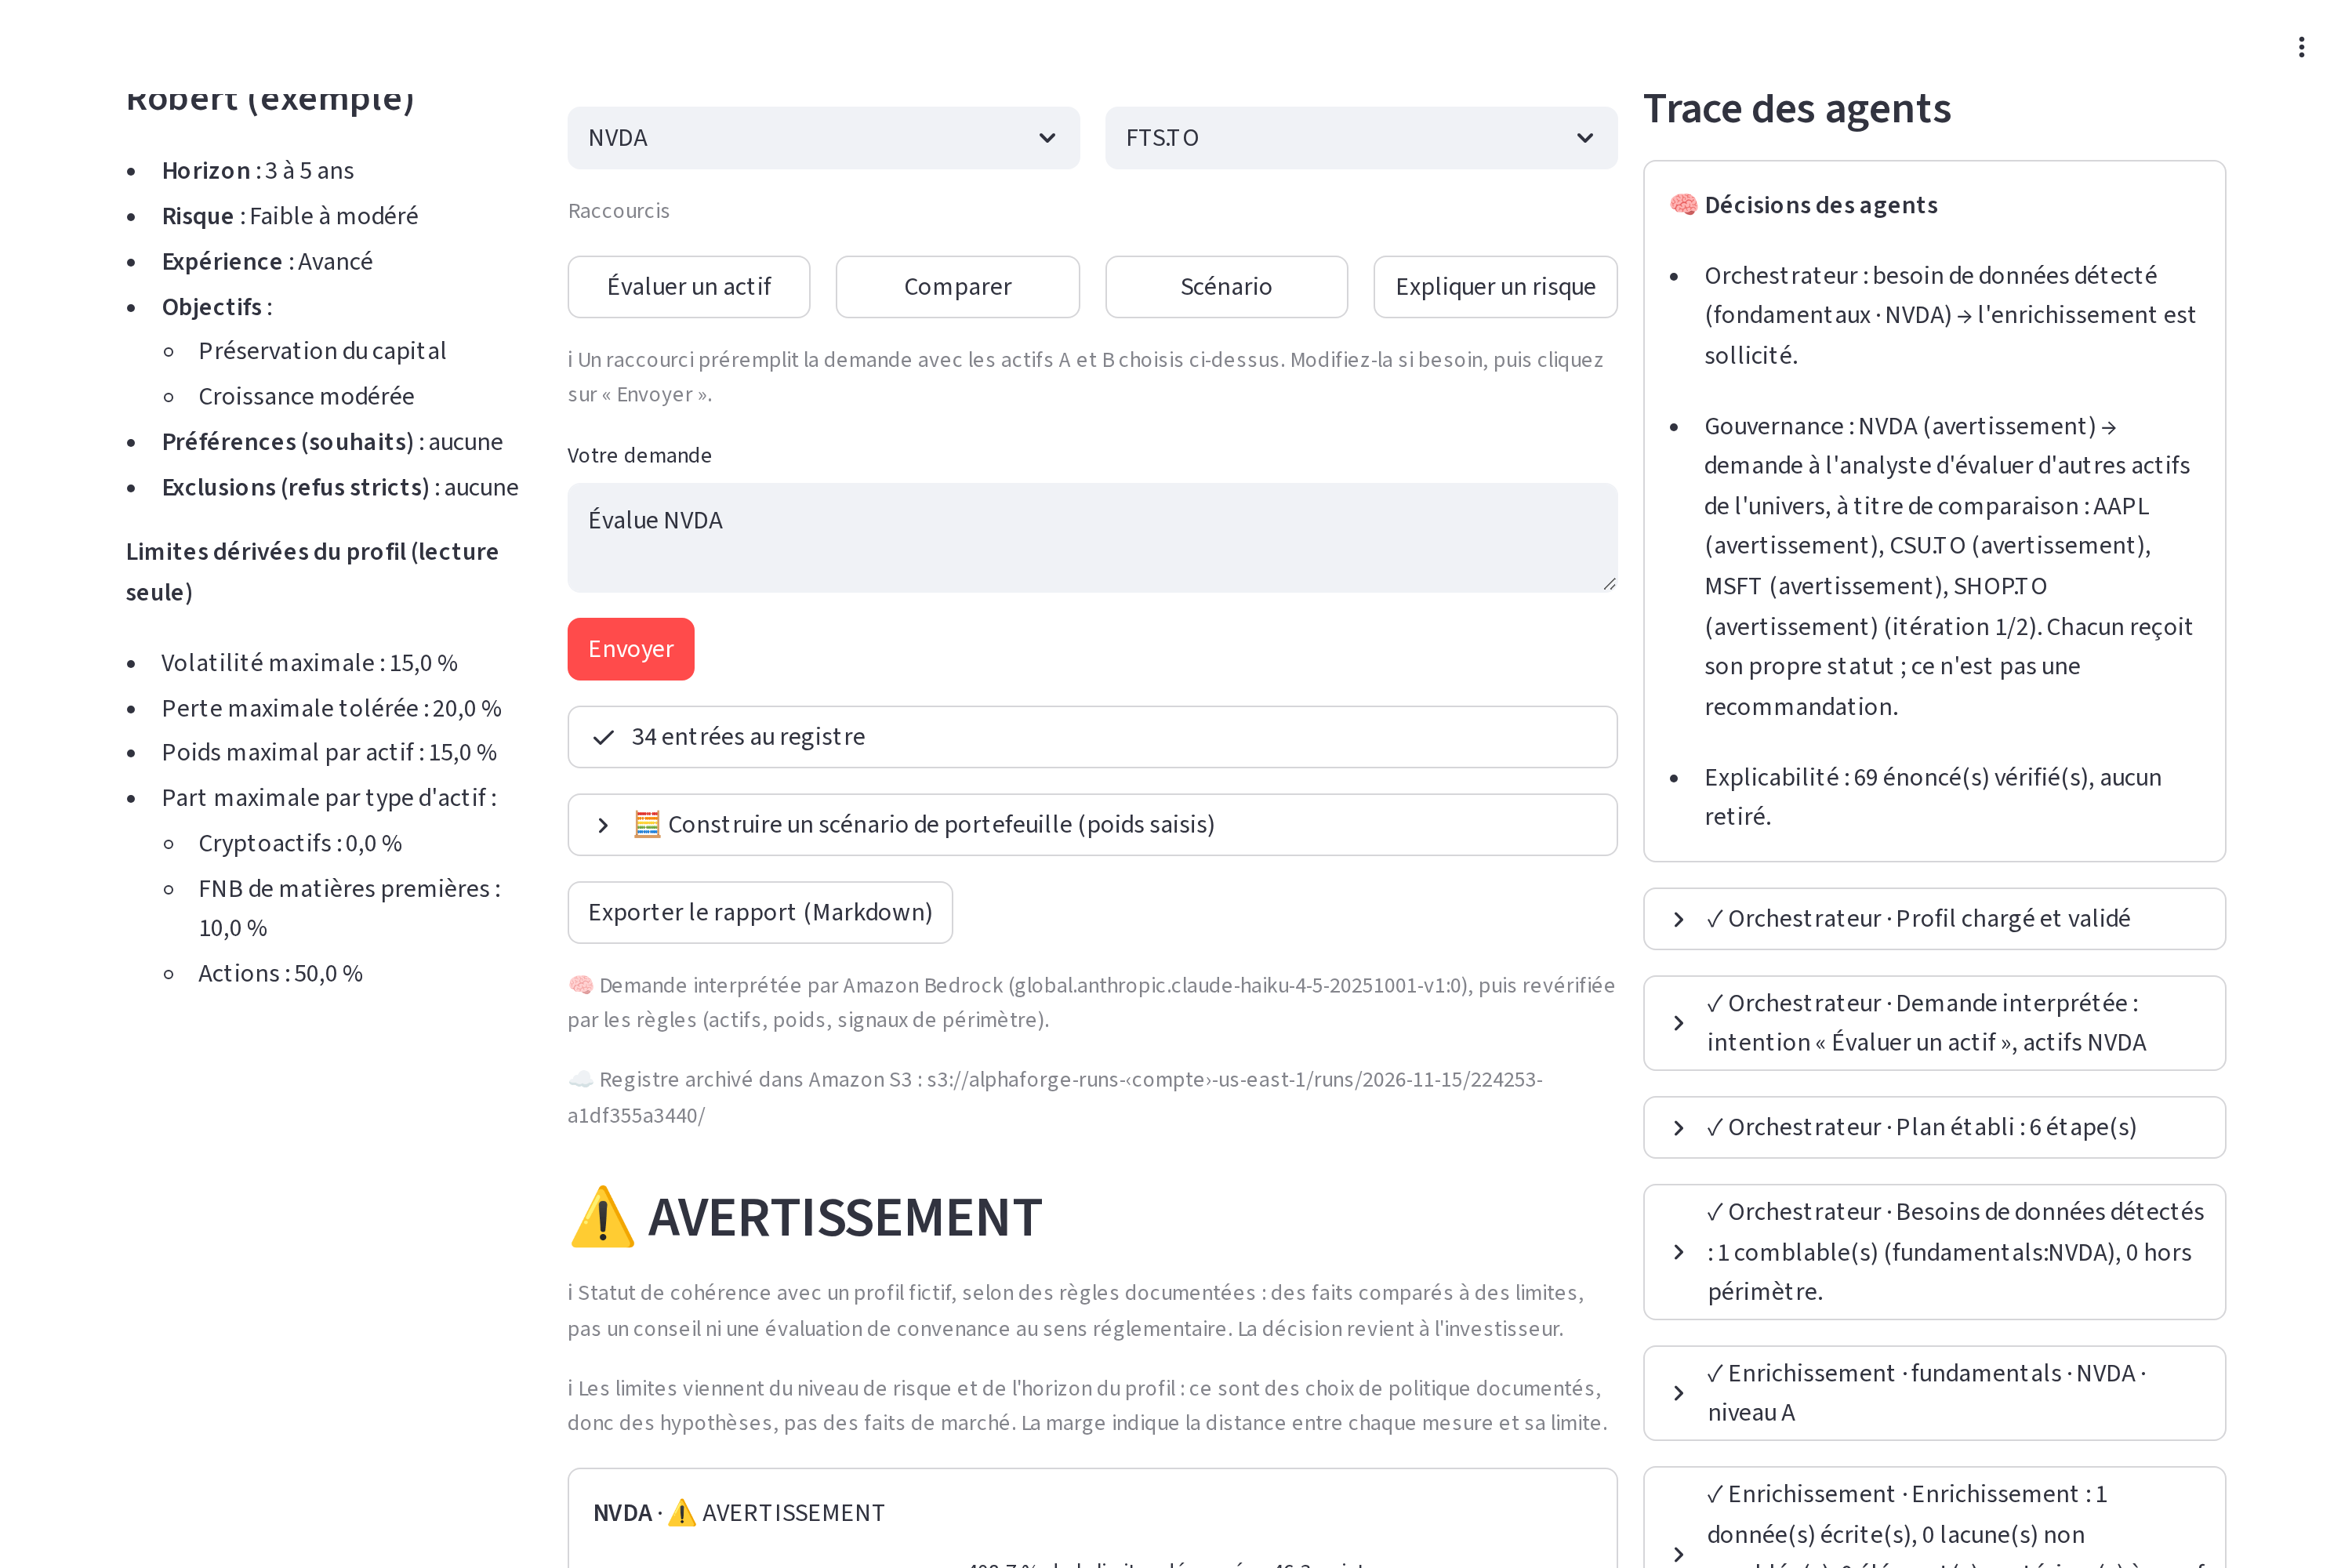 Robert (exemple)
• Horizon : 3 à 5 ans
• Risque : Faible à modéré
• Expérience : Avancé
• Objectifs :
◦ Préservation du capital
◦ Croissance modérée
• Préférences (souhaits) : aucune
• Exclusions (refus stricts) : aucune
Limites dérivées du profil (lecture
seule)
• Volatilité maximale : 15,0 %
• Perte maximale tolérée : 20,0 %
• Poids maximal par actif : 15,0 %
• Part maximale par type d'actif :
◦ Cryptoactifs : 0,0 %
◦ FNB de matières premières :
10,0 %
◦ Actions : 50,0 %
NVDA
FTS.TO
Raccourcis
Évaluer un actif
Comparer
Scénario
Expliquer un risque
ℹ Un raccourci préremplit la demande avec les actifs A et B choisis ci-dessus. Modifiez-la si besoin, puis cliquez
sur « Envoyer ».
Votre demande
Évalue NVDA
Envoyer
34 entrées au registre
🧮 Construire un scénario de portefeuille (poids saisis)
Exporter le rapport (Markdown)
🧠 Demande interprétée par Amazon Bedrock (global.anthropic.claude-haiku-4-5-20251001-v1:0), puis revérifiée
par les règles (actifs, poids, signaux de périmètre).
☁️ Registre archivé dans Amazon S3 : s3://alphaforge-runs-‹compte›-us-east-1/runs/2026-11-15/224253-
a1df355a3440/
⚠️ AVERTISSEMENT
ℹ Statut de cohérence avec un profil fictif, selon des règles documentées : des faits comparés à des limites,
pas un conseil ni une évaluation de convenance au sens réglementaire. La décision revient à l'investisseur.
ℹ Les limites viennent du niveau de risque et de l'horizon du profil : ce sont des choix de politique documentés,
donc des hypothèses, pas des faits de marché. La marge indique la distance entre chaque mesure et sa limite.
NVDA · ⚠️ AVERTISSEMENT
Trace des agents
🧠 Décisions des agents
• Orchestrateur : besoin de données détecté
(fondamentaux · NVDA) → l'enrichissement est
sollicité.
• Gouvernance : NVDA (avertissement) →
demande à l'analyste d'évaluer d'autres actifs
de l'univers, à titre de comparaison : AAPL
(avertissement), CSU.TO (avertissement),
MSFT (avertissement), SHOP.TO
(avertissement) (itération 1/2). Chacun reçoit
son propre statut ; ce n'est pas une
recommandation.
• Explicabilité : 69 énoncé(s) vérifié(s), aucun
retiré.
✓ Orchestrateur · Profil chargé et validé
✓ Orchestrateur · Demande interprétée :
intention « Évaluer un actif », actifs NVDA
✓ Orchestrateur · Plan établi : 6 étape(s)
✓ Orchestrateur · Besoins de données détectés
: 1 comblable(s) (fundamentals:NVDA), 0 hors
périmètre.
✓ Enrichissement · fundamentals · NVDA ·
niveau A
✓ Enrichissement · Enrichissement : 1
donnée(s) écrite(s), 0 lacune(s) non